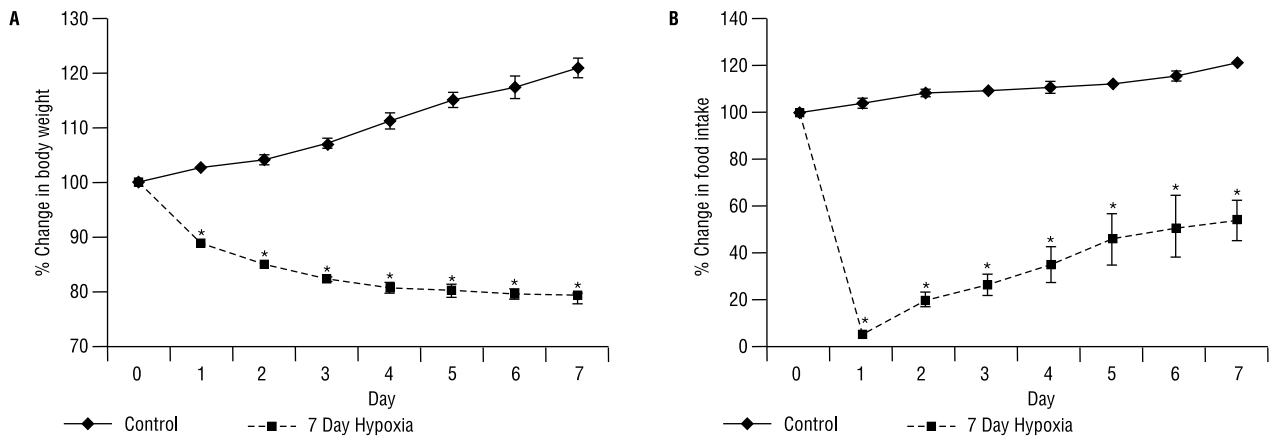 A
% Change in body weight
130
120
110
100
90
80
70
* * * * * * *
0 1 2 3 4 5 6 7
Day
Control 7 Day Hypoxia
B
% Change in food intake
140
120
100
80
60
40
20
0
* * * * * * *
0 1 2 3 4 5 6 7
Day
Control 7 Day Hypoxia